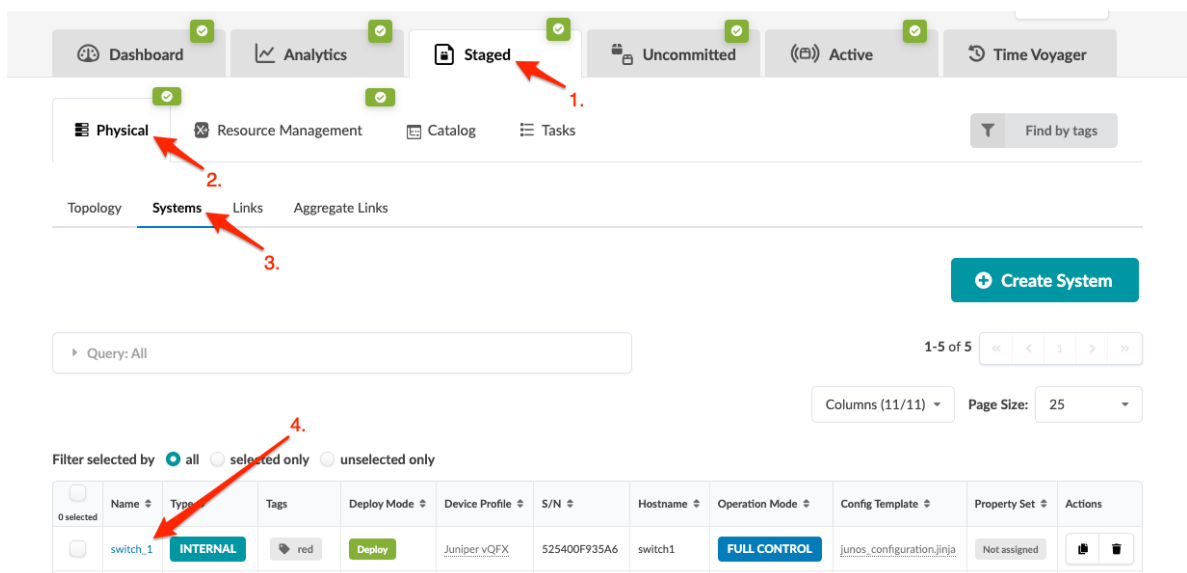 Dashboard Analytics Staged Uncommitted Active Time Voyager
1.
Physical Resource Management Catalog Tasks Find by tags
2.
Topology Systems Links Aggregate Links
3.
Create System
Query: All 1-5 of 5 « < 1 > »
Columns (11/11) Page Size: 25
4.
Filter selected by all selected only unselected only
0 selected Name Type Tags Deploy Mode Device Profile S/N Hostname Operation Mode Config Template Property Set Actions
switch_1 INTERNAL red Deploy Juniper vQFX 525400F935A6 switch1 FULL CONTROL junos_configuration.jinja Not assigned